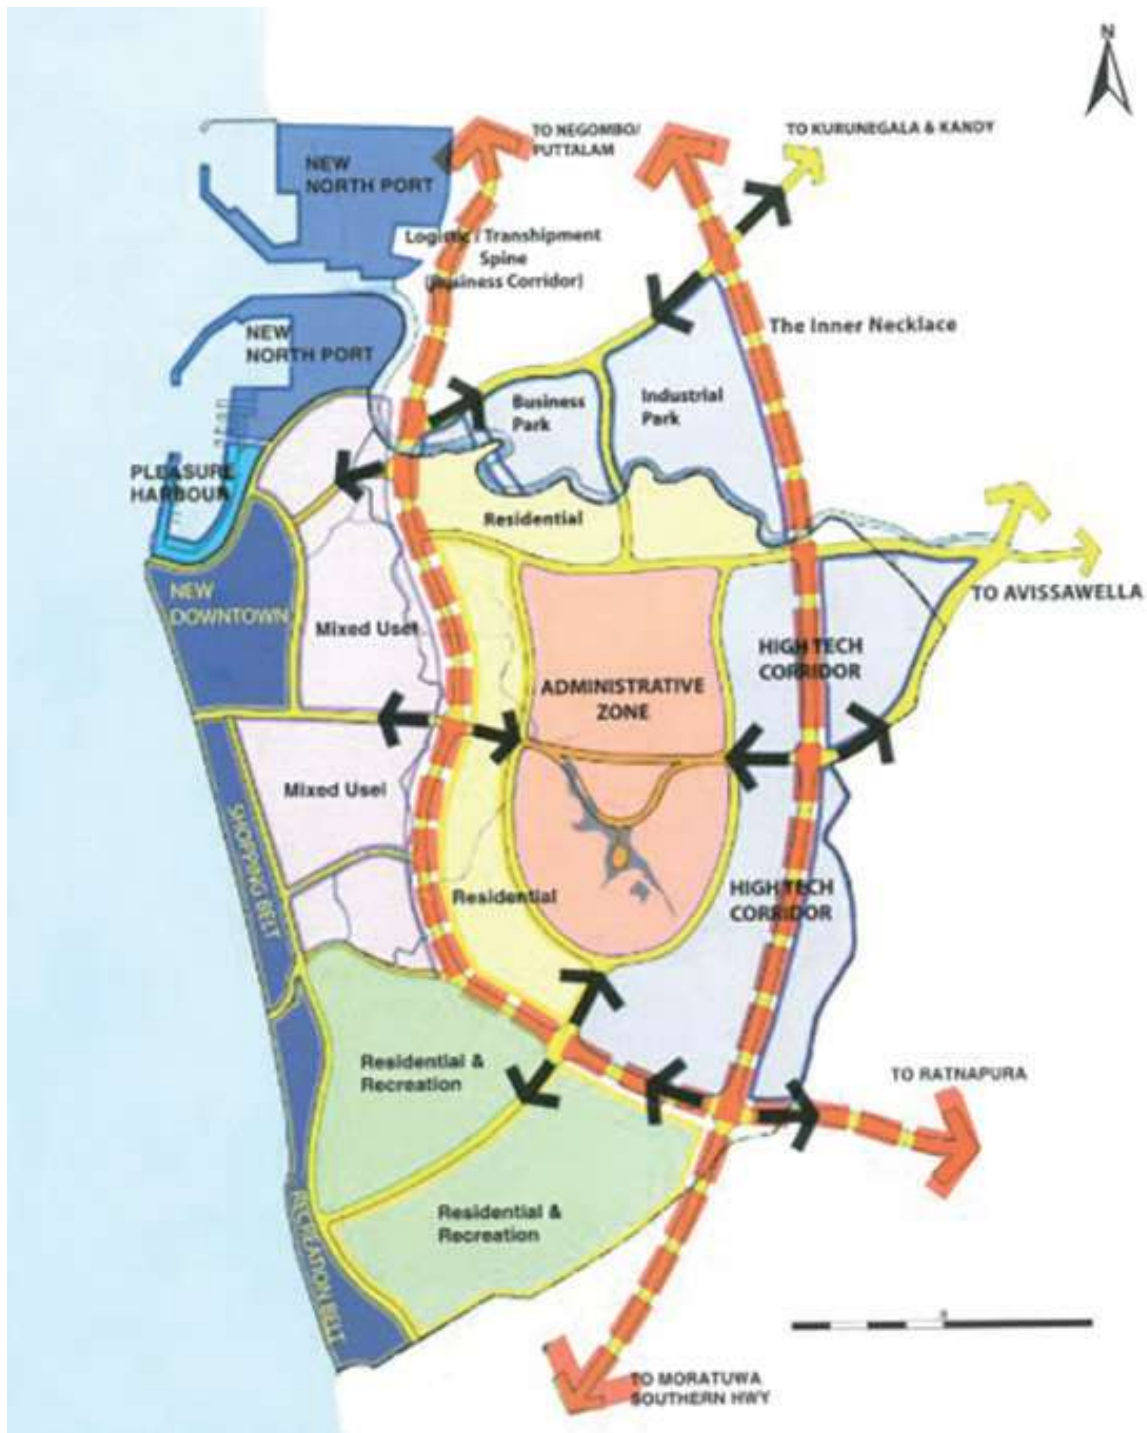 N
TO NEGOMBO/
PUTTALAM
TO KURUNEGALA & KANDY
NEW
NORTH PORT
Logistic / Transhipment
Spine
(Business Corridor)
NEW
NORTH PORT
The Inner Necklace
Business
Park
Industrial
Park
PLEASURE
HARBOUR
Residential
NEW
DOWNTOWN
TO AVISSAWELLA
Mixed Usel
HIGH TECH
CORRIDOR
ADMINISTRATIVE
ZONE
Mixed Usel
SHOPPING BELT
Residential
HIGH TECH
CORRIDOR
Residential &
Recreation
TO RATNAPURA
Residential &
Recreation
RECREATION BELT
TO MORATUWA
SOUTHERN HWY